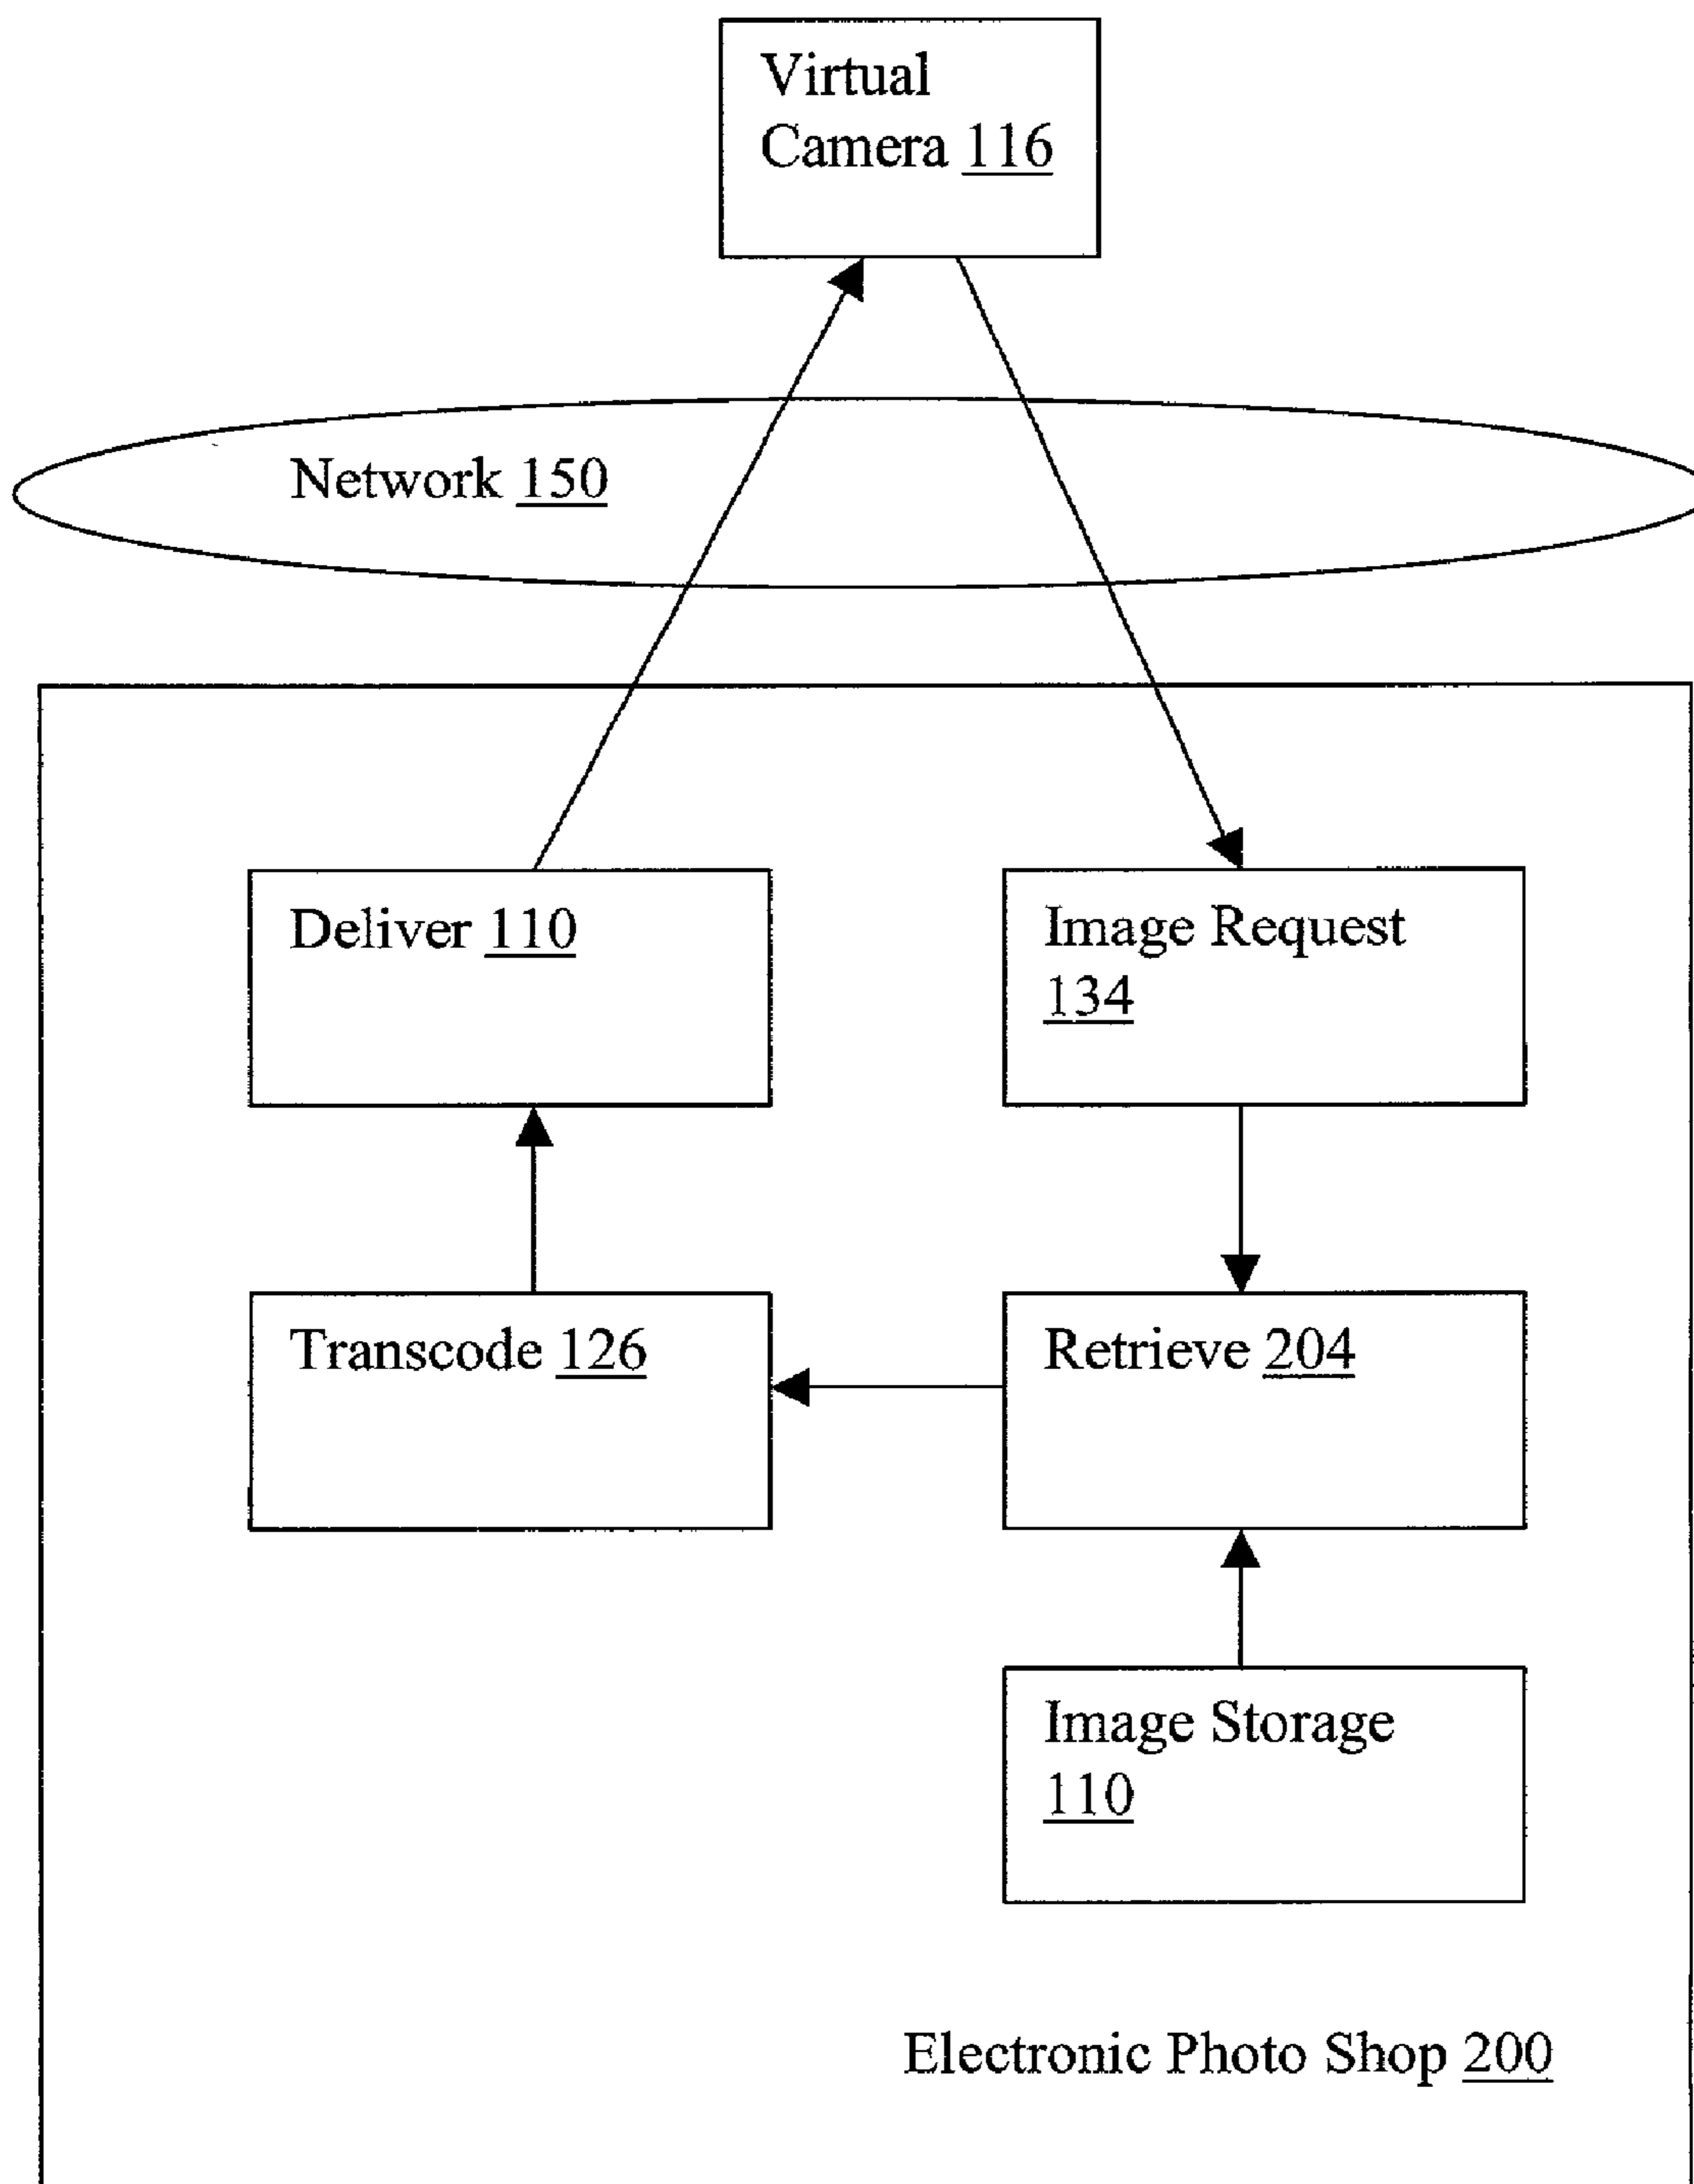 Virtual
Camera 116
Network 150
Deliver 110
Image Request
134
Transcode 126
Retrieve 204
Image Storage
110
Electronic Photo Shop 200